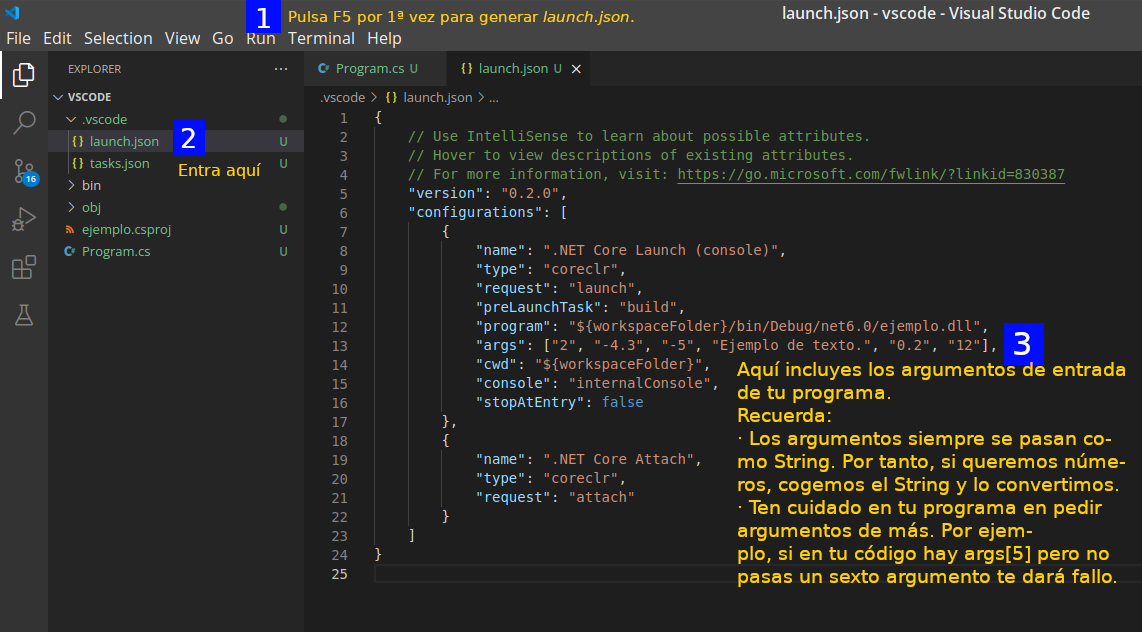 1 Pulsa F5 por 1ª vez para generar launch.json.
launch.json - vscode - Visual Studio Code
File Edit Selection View Go Run Terminal Help
EXPLORER ···
VSCODE
.vscode
{} launch.json U
2
Entra aquí
{} tasks.json U
bin
obj
ejemplo.csproj U
C# Program.cs U
16
C# Program.cs U
{} launch.json U ×
.vscode > {} launch.json > ...
1 {
2 // Use IntelliSense to learn about possible attributes.
3 // Hover to view descriptions of existing attributes.
4 // For more information, visit: https://go.microsoft.com/fwlink/?linkid=830387
5 "version": "0.2.0",
6 "configurations": [
7 {
8 "name": ".NET Core Launch (console)",
9 "type": "coreclr",
10 "request": "launch",
11 "preLaunchTask": "build",
12 "program": "${workspaceFolder}/bin/Debug/net6.0/ejemplo.dll",
13 "args": ["2", "-4.3", "-5", "Ejemplo de texto.", "0.2", "12"],
14 "cwd": "${workspaceFolder}",
15 "console": "internalConsole",
16 "stopAtEntry": false
17 },
18 {
19 "name": ".NET Core Attach",
20 "type": "coreclr",
21 "request": "attach"
22 }
23 ]
24 }
25
3
Aquí incluyes los argumentos de entrada
de tu programa.
Recuerda:
· Los argumentos siempre se pasan co-
mo String. Por tanto, si queremos núme-
ros, cogemos el String y lo convertimos.
· Ten cuidado en tu programa en pedir
argumentos de más. Por ejem-
plo, si en tu código hay args[5] pero no
pasas un sexto argumento te dará fallo.